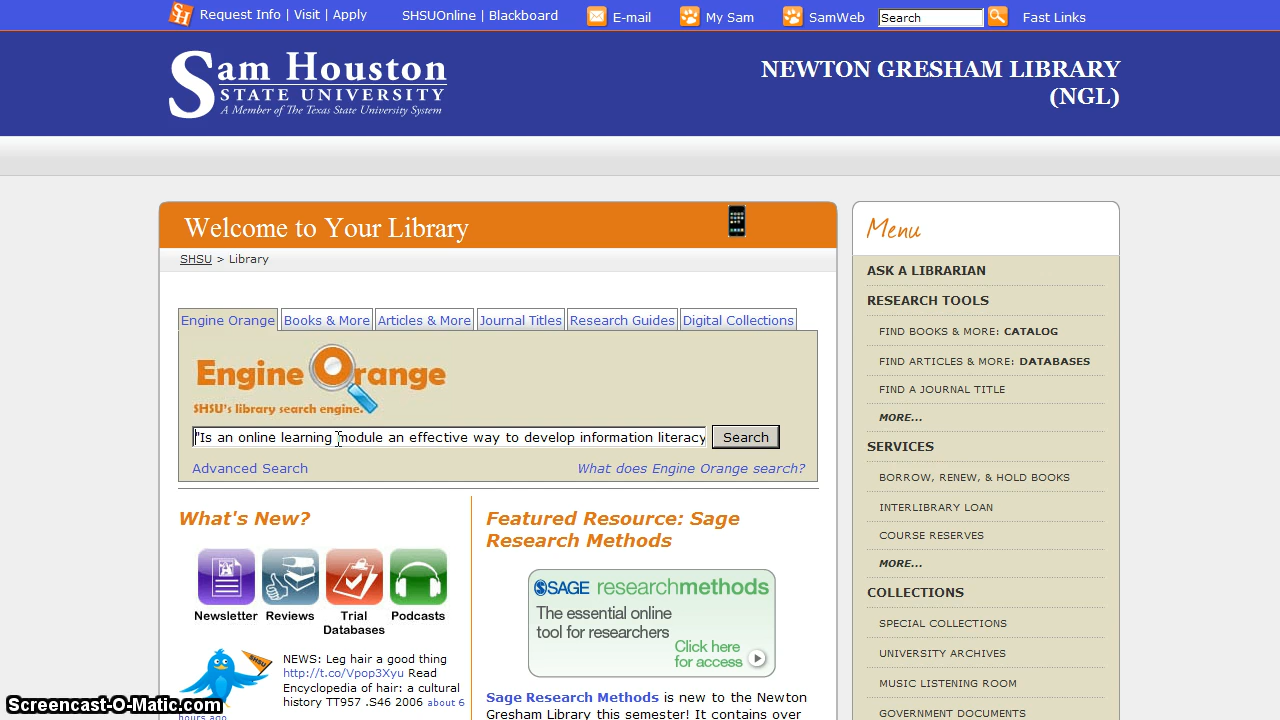 Request Info | Visit | Apply SHSUOnline | Blackboard E-mail My Sam SamWeb Search Fast Links
Sam Houston
STATE UNIVERSITY
A Member of The Texas State University System
NEWTON GRESHAM LIBRARY
(NGL)
Welcome to Your Library
SHSU > Library
Engine Orange Books & More Articles & More Journal Titles Research Guides Digital Collections
Engine Orange
SHSU's library search engine.
"Is an online learning module an effective way to develop information literacy Search
Advanced Search What does Engine Orange search?
What's New?
Newsletter Reviews Trial Databases Podcasts
NEWS: Leg hair a good thing
http://t.co/Vpop3Xyu Read
Encyclopedia of hair: a cultural
history TT957 .S46 2006 about 6
hours ago
Featured Resource: Sage
Research Methods
SAGE researchmethods
The essential online
tool for researchers
Click here
for access
Sage Research Methods is new to the Newton
Gresham Library this semester! It contains over
Menu
ASK A LIBRARIAN
RESEARCH TOOLS
FIND BOOKS & MORE: CATALOG
FIND ARTICLES & MORE: DATABASES
FIND A JOURNAL TITLE
MORE...
SERVICES
BORROW, RENEW, & HOLD BOOKS
INTERLIBRARY LOAN
COURSE RESERVES
MORE...
COLLECTIONS
SPECIAL COLLECTIONS
UNIVERSITY ARCHIVES
MUSIC LISTENING ROOM
GOVERNMENT DOCUMENTS
SHSU
Screencast-O-Matic.com